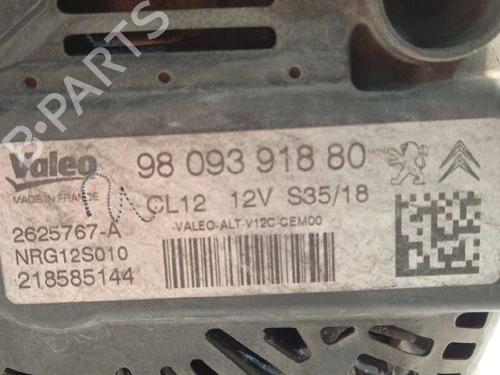 B-PARTS
Valeo
98 093 918 80
MADE IN FRANCE
CL12 12V S35/18
2625767-A
-VALEO-ALT-V12C-CEM00
NRG12S010
218585144